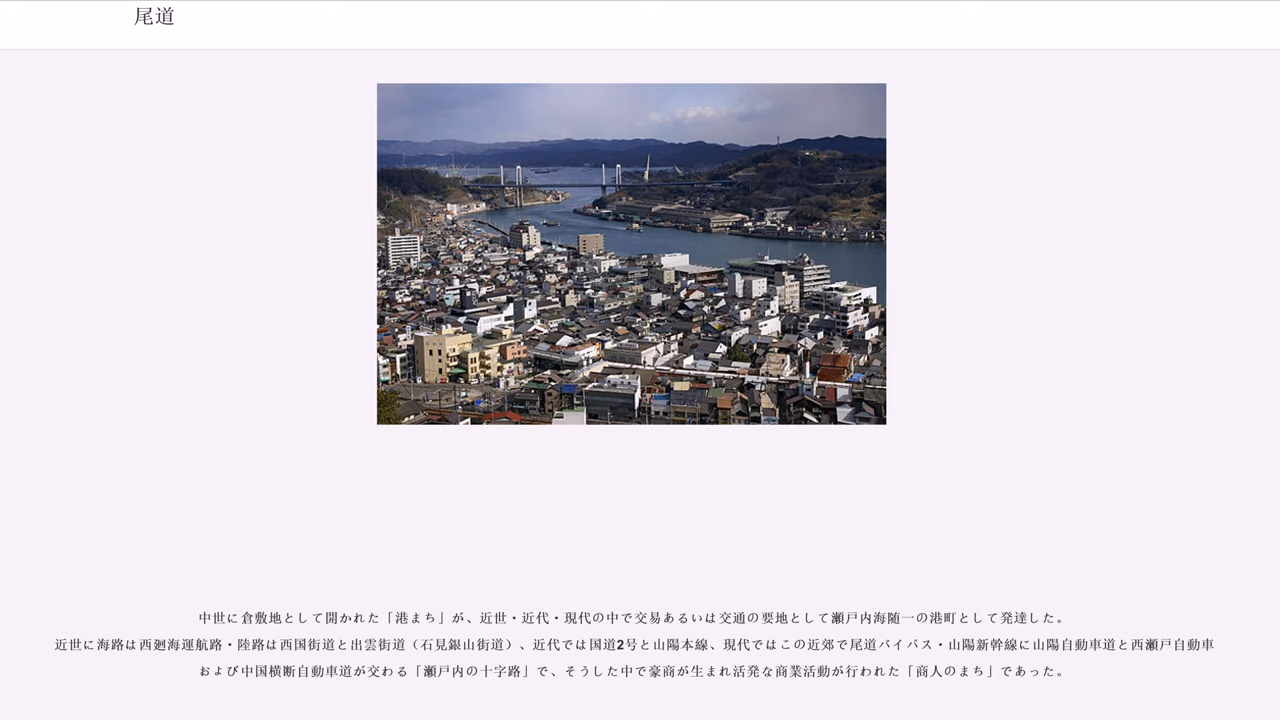 尾道
中世に倉敷地として開かれた「港まち」が、近世・近代・現代の中で交易あるいは交通の要地として瀬戸内海随一の港町として発達した。
近世に海路は西廻海運航路・陸路は西国街道と出雲街道（石見銀山街道）、近代では国道2号と山陽本線、現代ではこの近郊で尾道バイパス・山陽新幹線に山陽自動車道と西瀬戸自動車
および中国横断自動車道が交わる「瀬戸内の十字路」で、そうした中で豪商が生まれ活発な商業活動が行われた「商人のまち」であった。